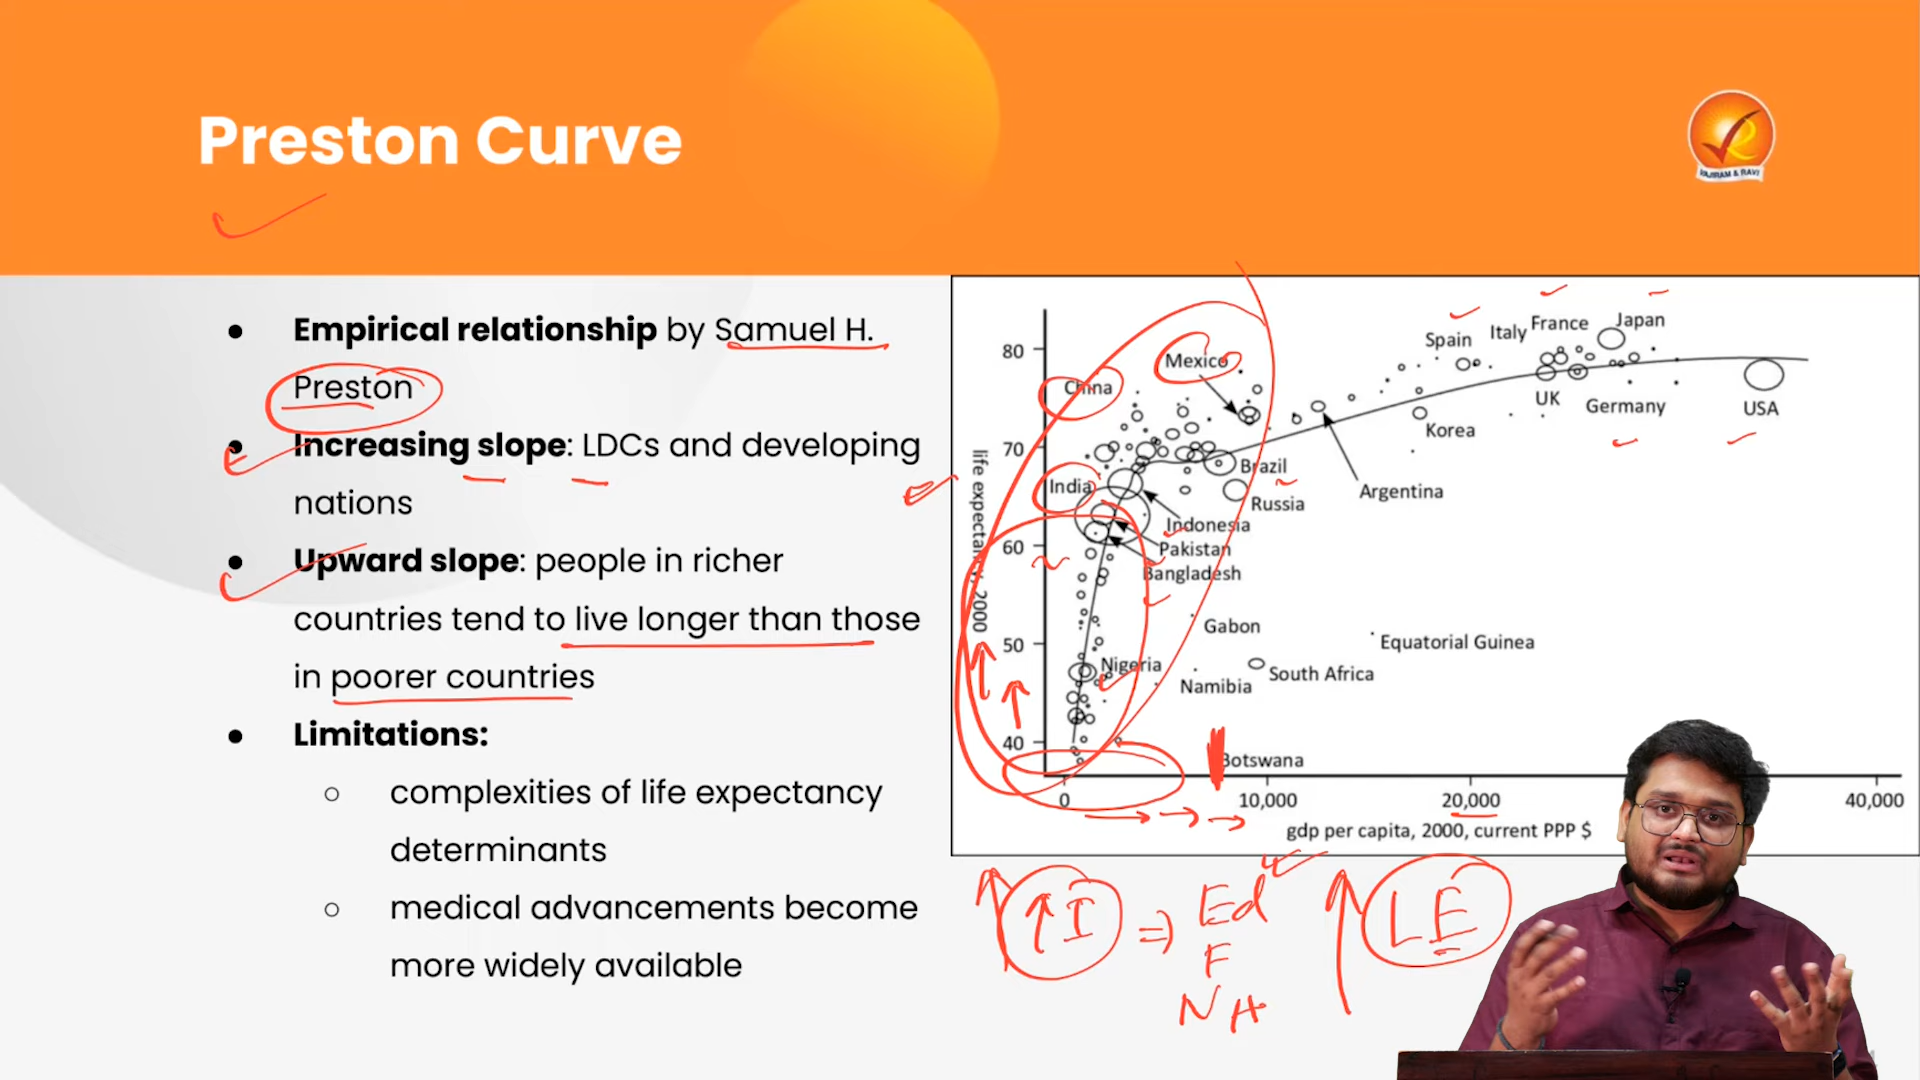 Preston Curve
VAJIRAM & RAVI
● Empirical relationship by Samuel H.
Preston
● Increasing slope: LDCs and developing
nations
● Upward slope: people in richer
countries tend to live longer than those
in poorer countries
● Limitations:
○ complexities of life expectancy
determinants
○ medical advancements become
more widely available
life expectancy, 2000
80
70
60
50
40
China
Mexico
Spain
Italy
France
Japan
UK
Germany
USA
Korea
India
Brazil
Russia
Argentina
Indonesia
Pakistan
Bangladesh
Gabon
Equatorial Guinea
Nigeria
Namibia
South Africa
Botswana
0
10,000
20,000
40,000
gdp per capita, 2000, current PPP $
↑ ↑ I ⇒ Ed ↑ LE
F
N H